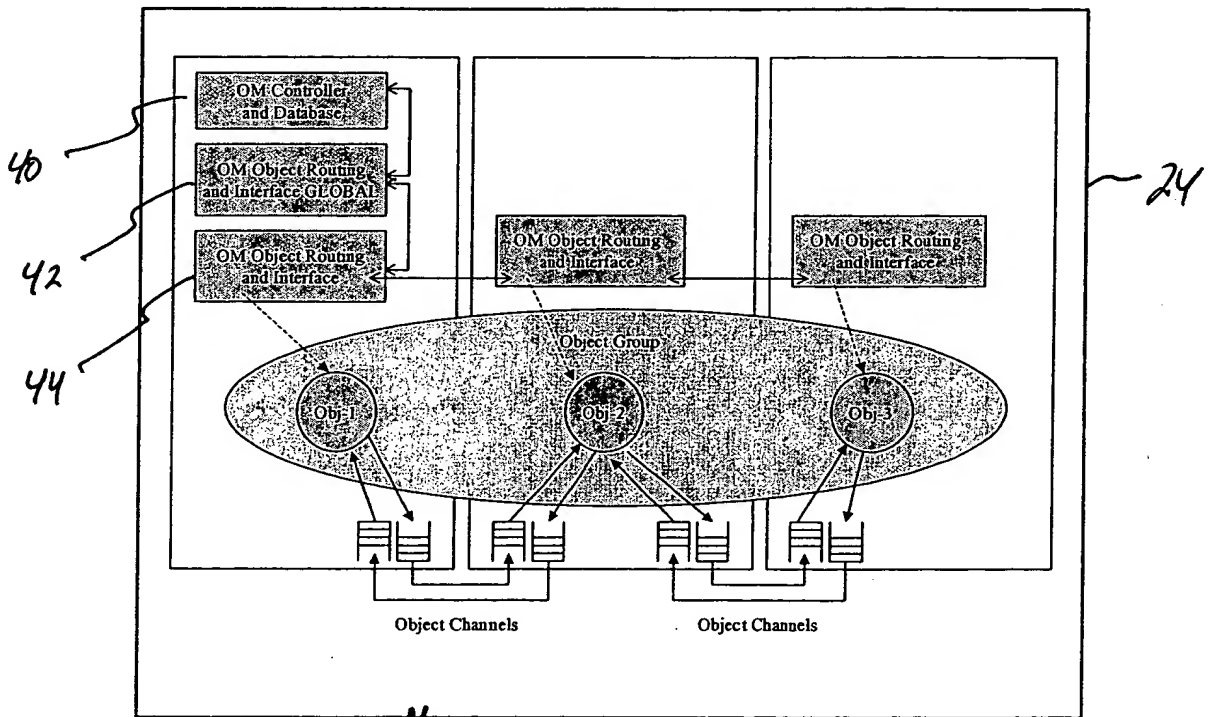 OM Controller
and Database
40
OM Object Routing
and Interface GLOBAL
24
42
OM Object Routing
and Interface
OM Object Routing
and Interface
OM Object Routing
and Interface
44
Object Group
Obj-1
Obj-2
Obj-3
Object Channels
Object Channels